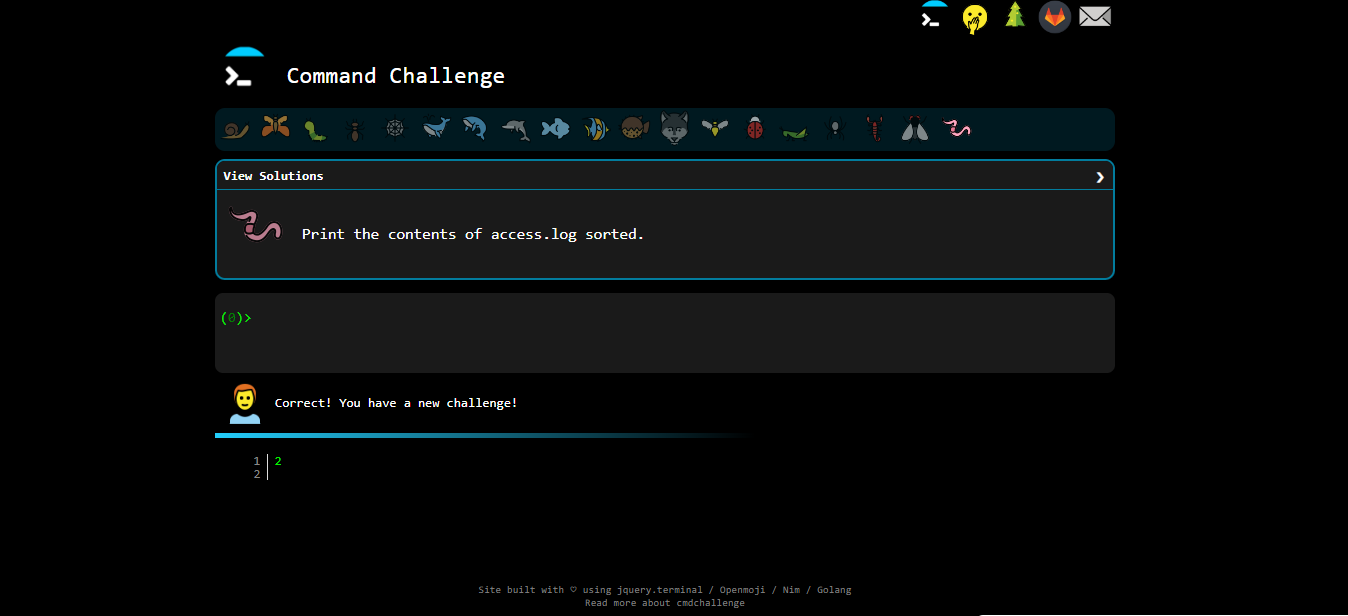 Command Challenge
View Solutions
Print the contents of access.log sorted.
(0)>
Correct! You have a new challenge!
1 2
2
Site built with ♡ using jquery.terminal / Openmoji / Nim / Golang
Read more about cmdchallenge